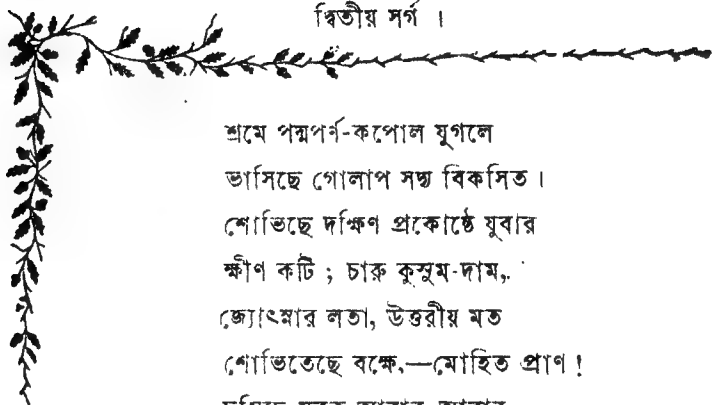 দ্বিতীয় সর্গ ।
শ্রমে পদ্মপর্ণ-কপোল যুগলে
ভাসিছে গোলাপ সদ্য বিকসিত ।
শোভিছে দক্ষিণ প্রকোষ্ঠে যুবার
ক্ষীণ কটি ; চারু কুসুম-দাম,
জ্যোৎস্নার লতা, উত্তরীয় মত
শোভিতেছে বক্ষে,—মোহিত প্রাণ !